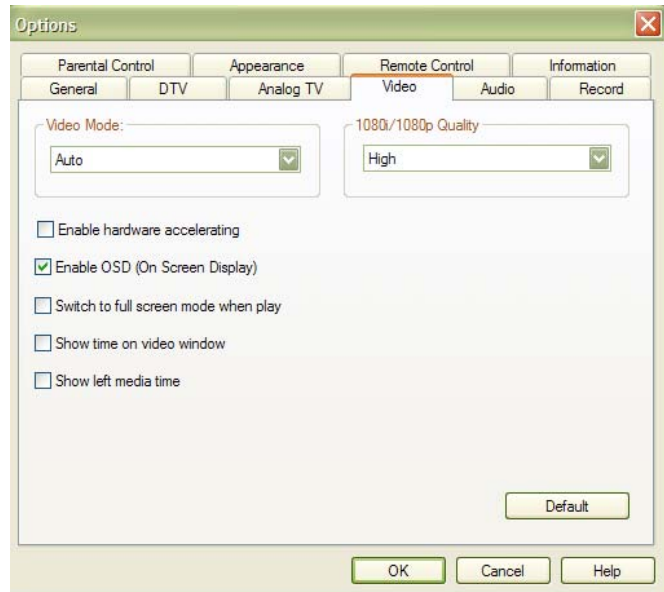 Options
Parental Control Appearance Remote Control Information
General DTV Analog TV Video Audio Record
Video Mode: 1080i/1080p Quality
Auto High
Enable hardware accelerating
Enable OSD (On Screen Display)
Switch to full screen mode when play
Show time on video window
Show left media time
Default
OK Cancel Help